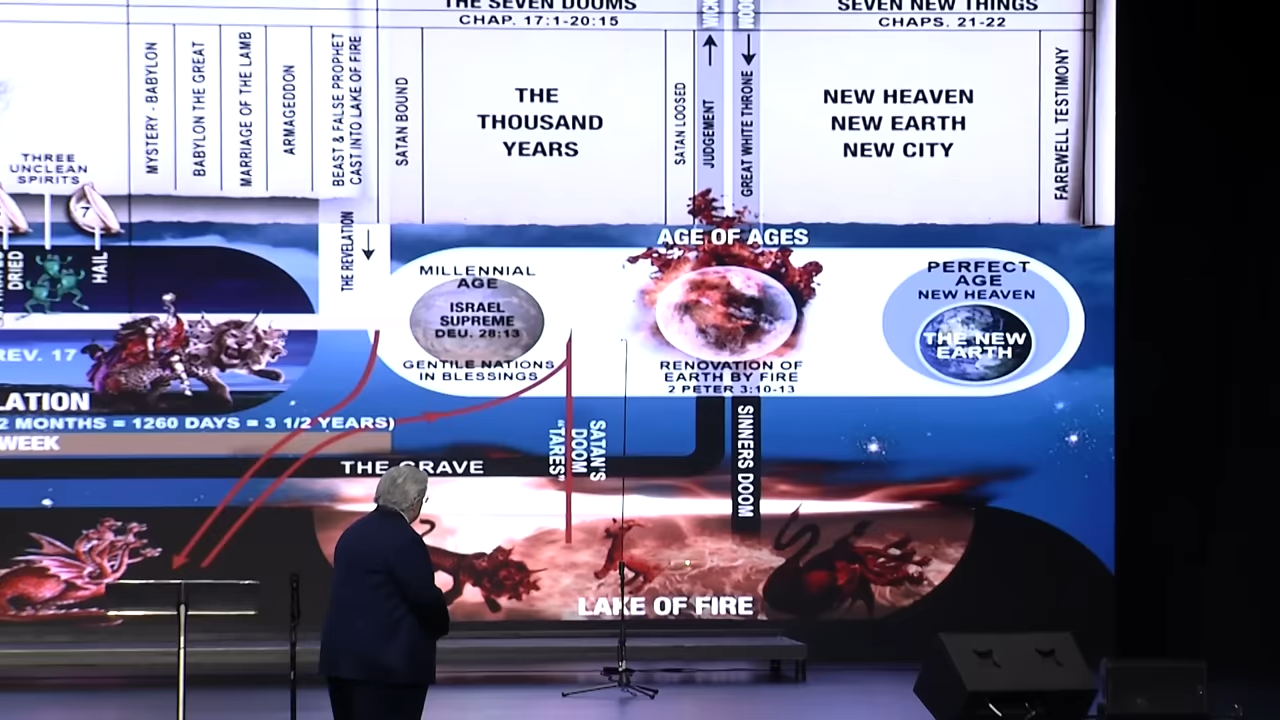 THE SEVEN DOOMS
CHAP. 17:1-20:15
SEVEN NEW THINGS
CHAPS. 21-22
MYSTERY - BABYLON
BABYLON THE GREAT
MARRIAGE OF THE LAMB
ARMAGEDDON
BEAST & FALSE PROPHET
CAST INTO LAKE OF FIRE
SATAN BOUND
THE
THOUSAND
YEARS
SATAN LOOSED
JUDGEMENT
GREAT WHITE THRONE
NEW HEAVEN
NEW EARTH
NEW CITY
FAREWELL TESTIMONY
THREE
UNCLEAN
SPIRITS
7
DRIED
HAIL
THE REVELATION
AGE OF AGES
MILLENNIAL
AGE
ISRAEL
SUPREME
DEU. 28:13
GENTILE NATIONS
IN BLESSINGS
RENOVATION OF
EARTH BY FIRE
2 PETER 3:10-13
PERFECT
AGE
NEW HEAVEN
THE NEW
EARTH
REV. 17
LATION
2 MONTHS = 1260 DAYS = 3 1/2 YEARS)
WEEK
THE GRAVE
SATAN'S
DOOM
"TARES"
SINNERS DOOM
LAKE OF FIRE